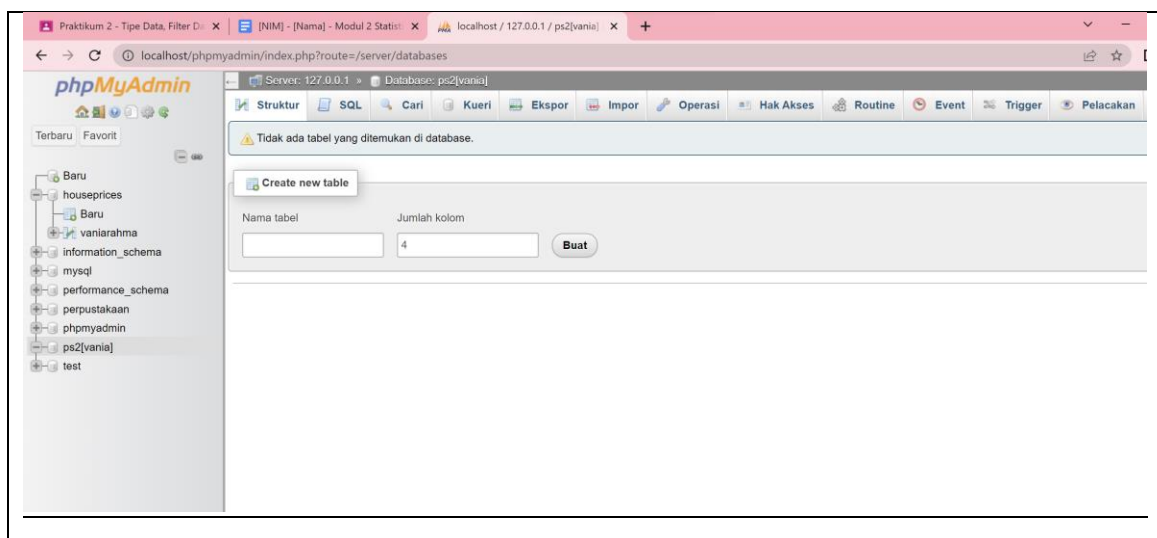 Praktikum 2 - Tipe Data, Filter Da
[NIM] - [Nama] - Modul 2 Statist
localhost / 127.0.0.1 / ps2[vania]
localhost/phpmyadmin/index.php?route=/server/databases
phpMyAdmin
Terbaru Favorit
Baru
houseprices
Baru
vaniarahma
information_schema
mysql
performance_schema
perpustakaan
phpmyadmin
ps2[vania]
test
Server: 127.0.0.1 » Database: ps2[vania]
Struktur SQL Cari Kueri Ekspor Impor Operasi Hak Akses Routine Event Trigger Pelacakan
Tidak ada tabel yang ditemukan di database.
Create new table
Nama tabel Jumlah kolom
4 Buat